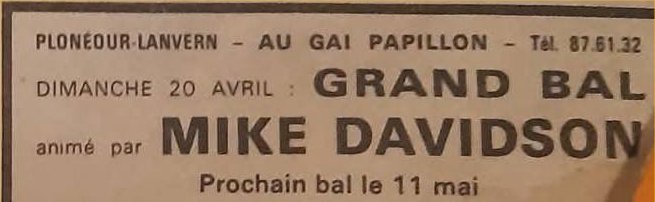 PLONÉOUR-LANVERN - AU GAI PAPILLON - Tél. 87.61.32
DIMANCHE 20 AVRIL : GRAND BAL
animé par MIKE DAVIDSON
Prochain bal le 11 mai